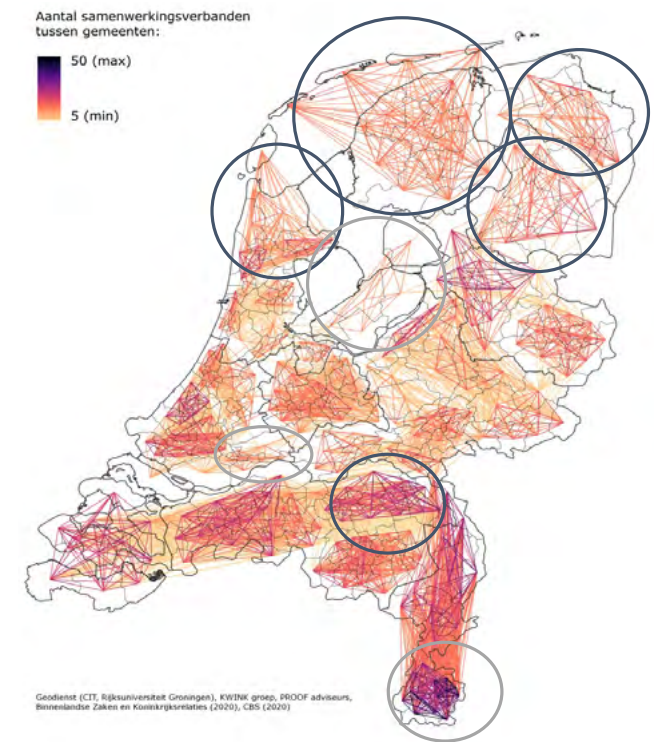 Aantal samenwerkingsverbanden
tussen gemeenten:
50 (max)
5 (min)
Geodienst (CIT, Rijksuniversiteit Groningen), KWINK groep, PROOF adviseurs,
Binnenlandse Zaken en Koninkrijksrelaties (2020), CBS (2020)